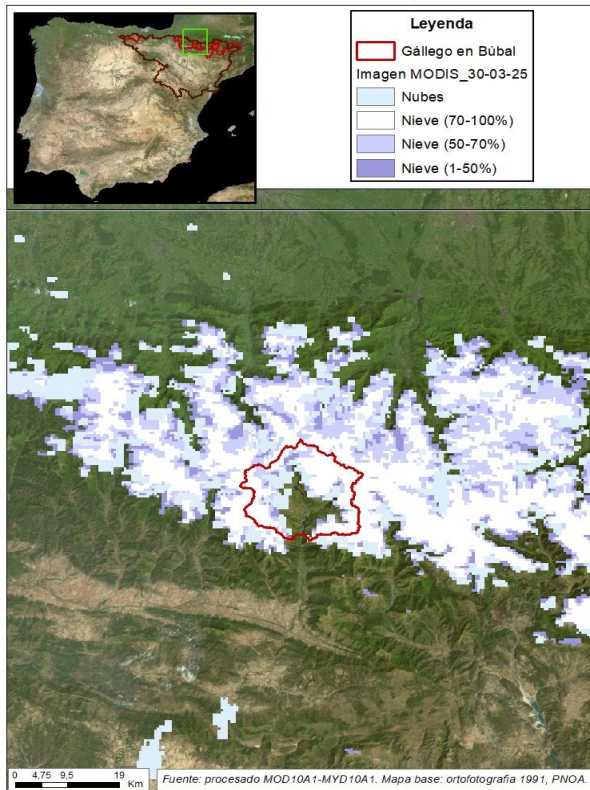 Leyenda
Gállego en Búbal
Imagen MODIS_30-03-25
Nubes
Nieve (70-100%)
Nieve (50-70%)
Nieve (1-50%)
0 4,75 9,5 19
Km
Fuente: procesado MOD10A1-MYD10A1. Mapa base: ortofotografia 1991, PNOA.